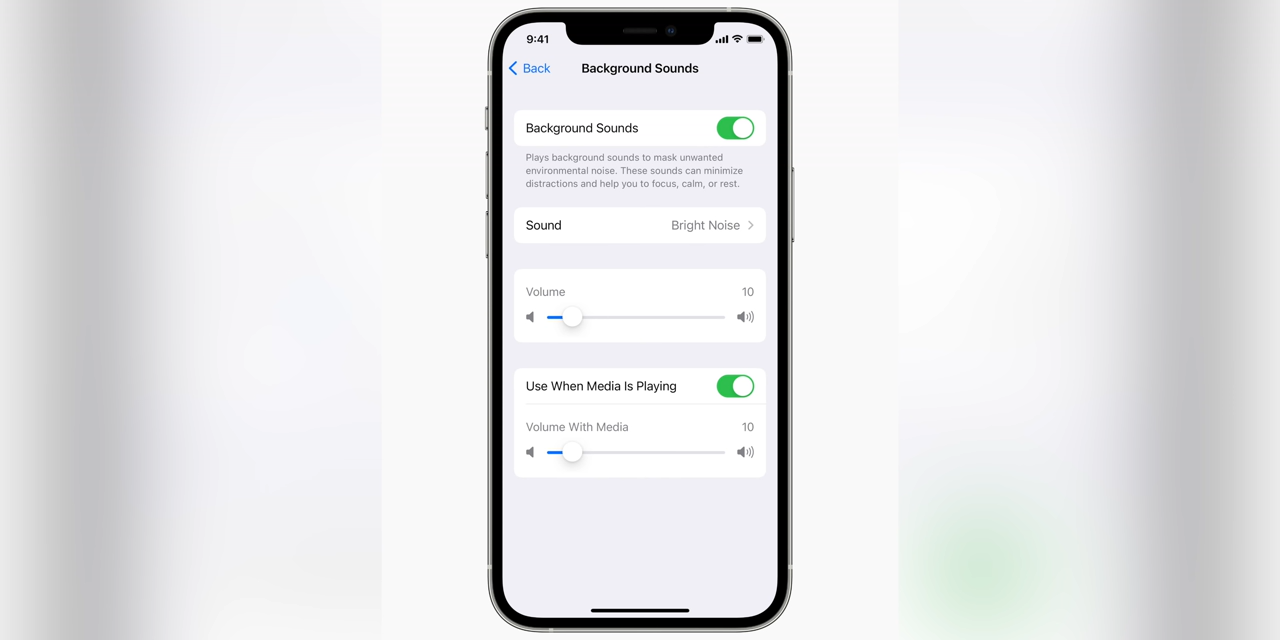 9:41
Back
Background Sounds
Background Sounds
Plays background sounds to mask unwanted
environmental noise. These sounds can minimize
distractions and help you to focus, calm, or rest.
Sound
Bright Noise
Volume
10
Use When Media Is Playing
Volume With Media
10